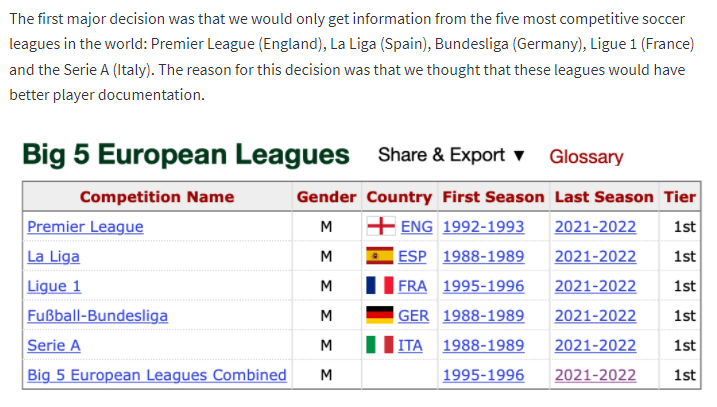 The first major decision was that we would only get information from the five most competitive soccer
leagues in the world: Premier League (England), La Liga (Spain), Bundesliga (Germany), Ligue 1 (France)
and the Serie A (Italy). The reason for this decision was that we thought that these leagues would have
better player documentation.
Big 5 European Leagues Share & Export ▼ Glossary
Competition Name Gender Country First Season Last Season Tier
Premier League M ENG 1992-1993 2021-2022 1st
La Liga M ESP 1988-1989 2021-2022 1st
Ligue 1 M FRA 1995-1996 2021-2022 1st
Fußball-Bundesliga M GER 1988-1989 2021-2022 1st
Serie A M ITA 1988-1989 2021-2022 1st
Big 5 European Leagues Combined M 1995-1996 2021-2022 1st